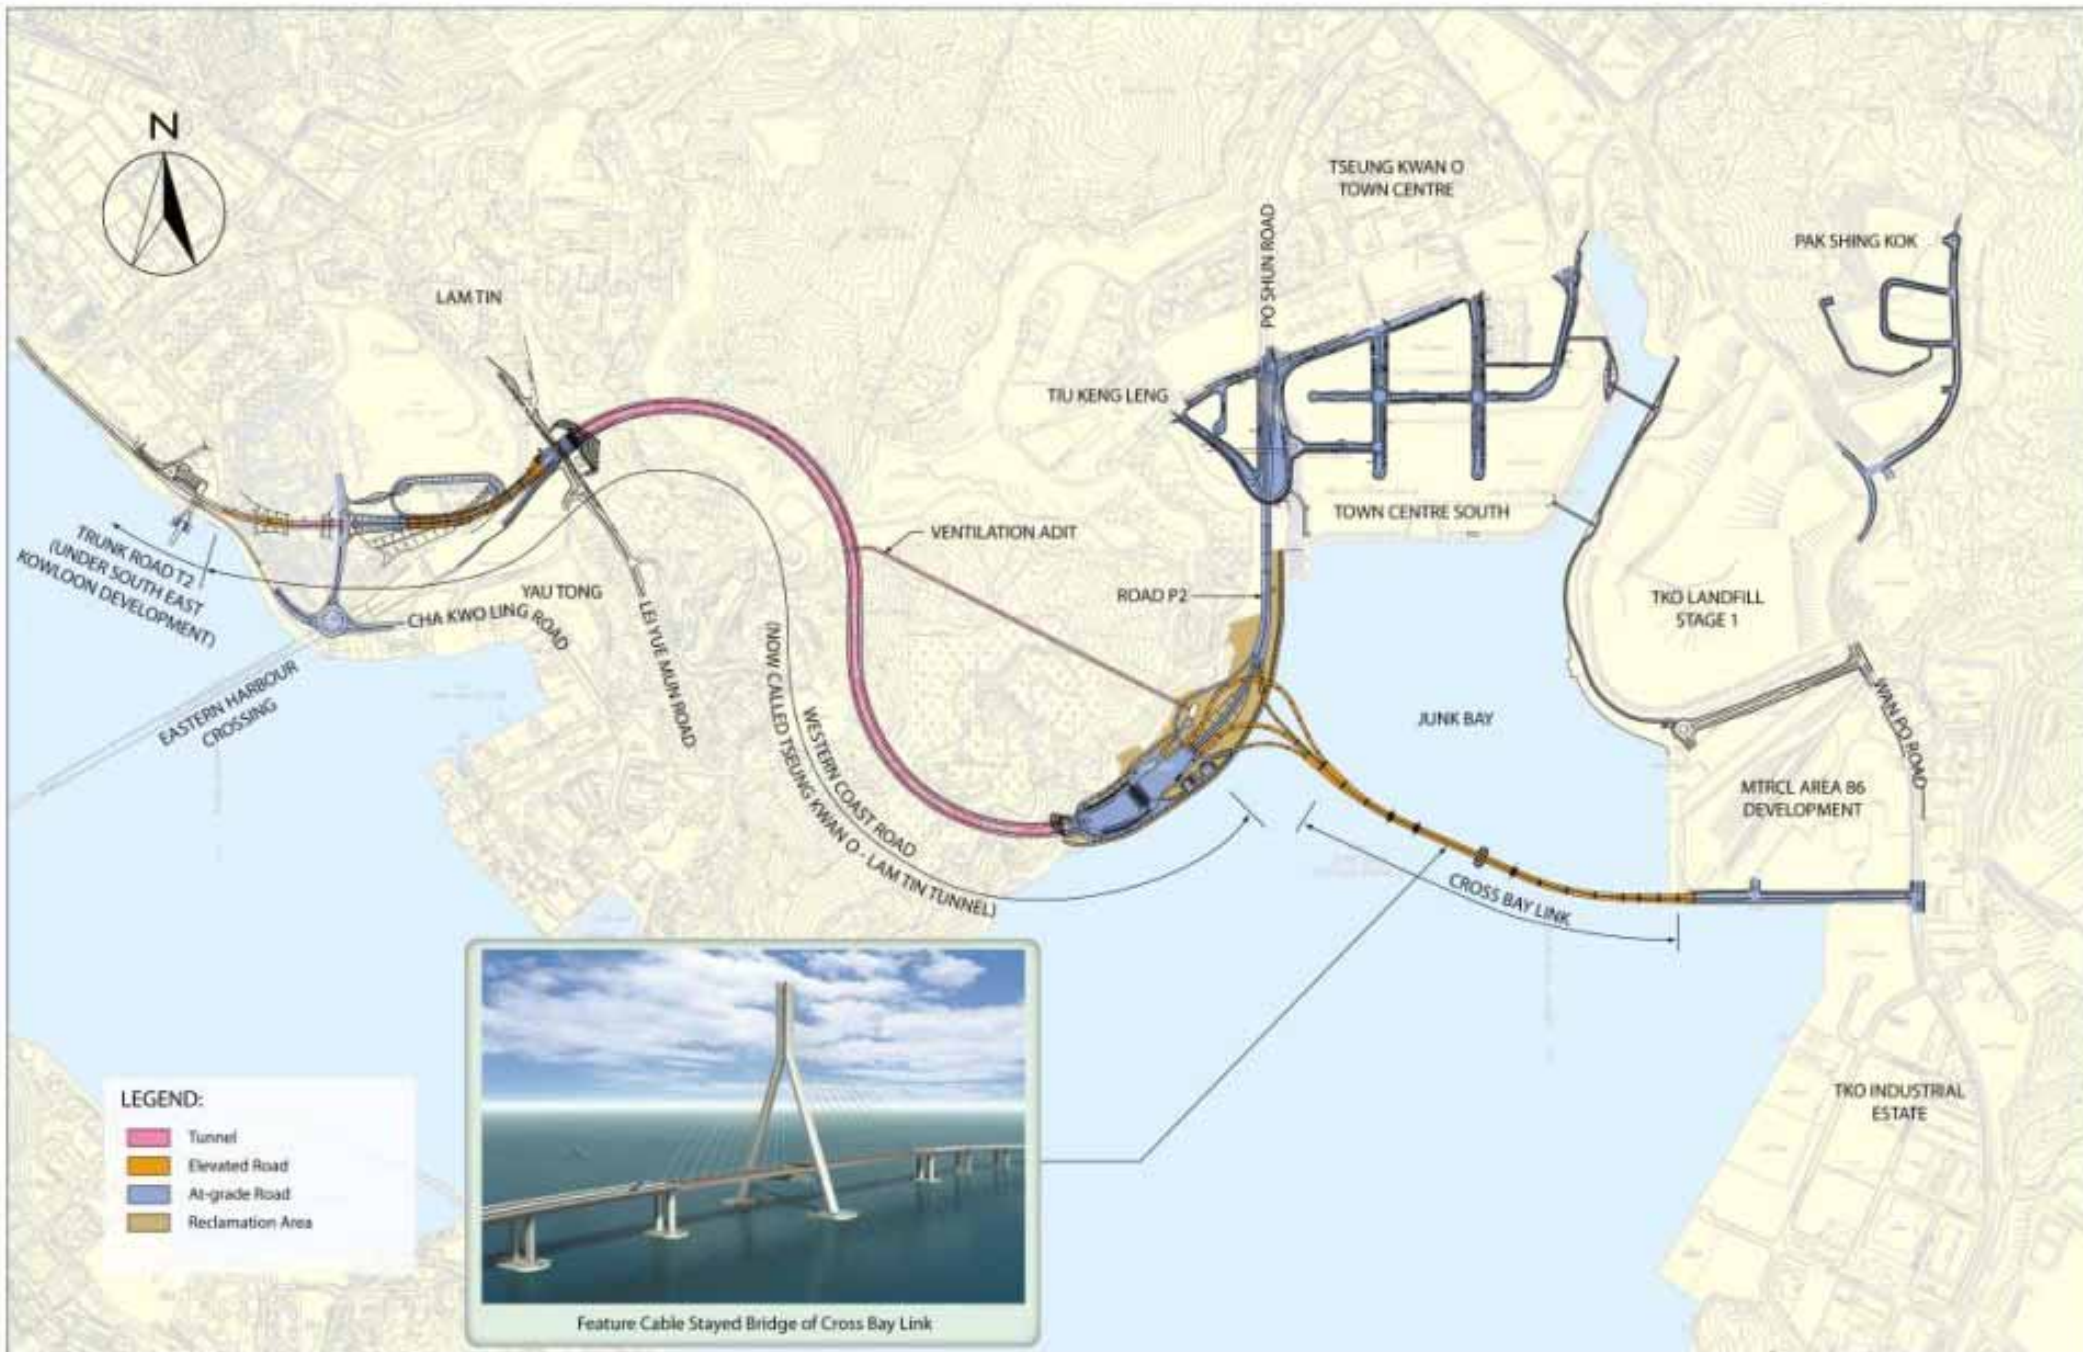 N
TSEUNG KWAN O
TOWN CENTRE
PO SHUN ROAD
PAK SHING KOK
LAM TIN
TIU KENG LENG
TOWN CENTRE SOUTH
VENTILATION ADIT
TRUNK ROAD T2
(UNDER SOUTH EAST
KOWLOON DEVELOPMENT)
YAU TONG
CHA KWO LING ROAD
LEI YUE MUN ROAD
ROAD P2
TKO LANDFILL
STAGE 1
EASTERN HARBOUR
CROSSING
WESTERN COAST ROAD
(NOW CALLED TSEUNG KWAN O - LAM TIN TUNNEL)
JUNK BAY
WAN PO ROAD
MTRCL AREA 86
DEVELOPMENT
CROSS BAY LINK
TKO INDUSTRIAL
ESTATE
LEGEND:
Tunnel
Elevated Road
At-grade Road
Reclamation Area
Feature Cable Stayed Bridge of Cross Bay Link